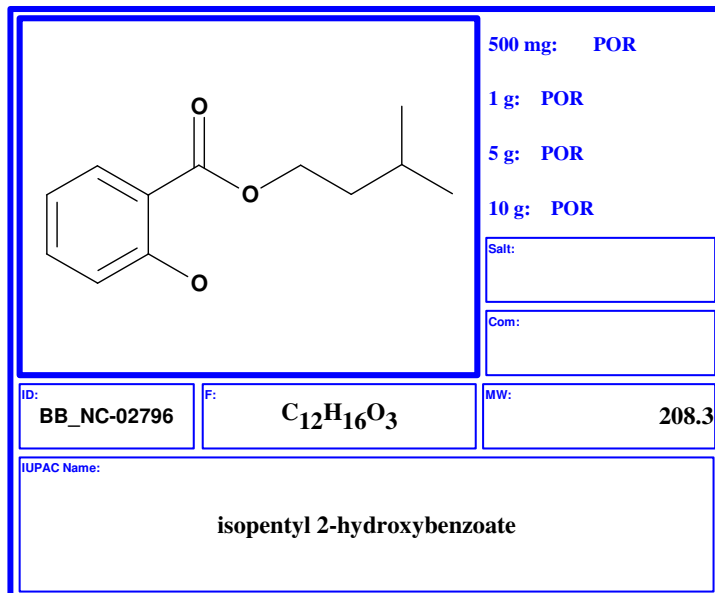 500 mg: POR
1 g: POR
5 g: POR
10 g: POR
O
O
O
Salt:
Com:
ID:
BB_NC-02796
F:
C12H16O3
MW:
208.3
IUPAC Name:
isopentyl 2-hydroxybenzoate